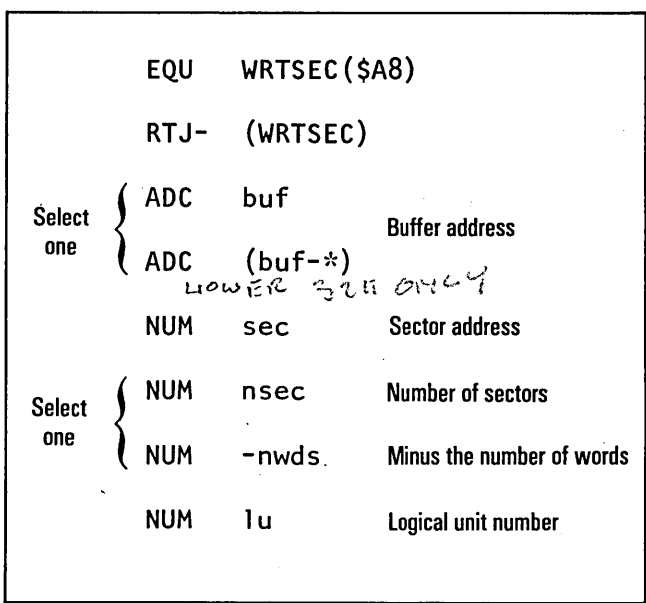 EQU WRTSEC($A8)
RTJ- (WRTSEC)
Select one
ADC buf
Buffer address
ADC (buf-*)
LOWER 32K ONLY
NUM sec Sector address
Select one
NUM nsec Number of sectors
NUM -nwds. Minus the number of words
NUM lu Logical unit number